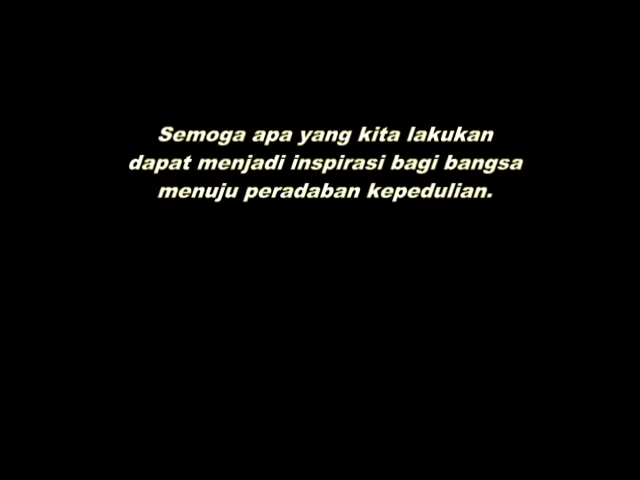 Semoga apa yang kita lakukan
dapat menjadi inspirasi bagi bangsa
menuju peradaban kepedulian.